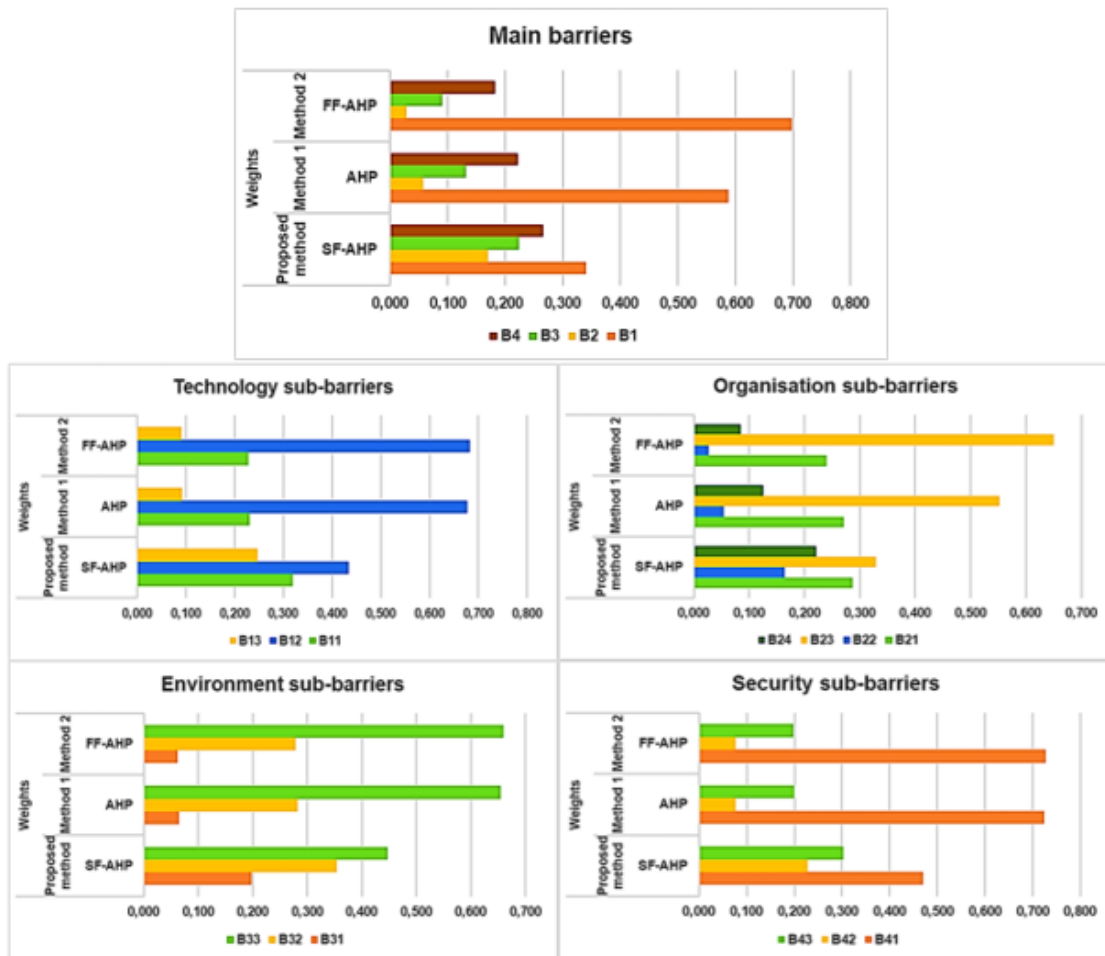 Main barriers
Weights
Method 2
FF-AHP
Method 1
AHP
Proposed method
SF-AHP
0,000 0,100 0,200 0,300 0,400 0,500 0,600 0,700 0,800
B4 B3 B2 B1
Technology sub-barriers
Weights
Method 2
FF-AHP
Method 1
AHP
Proposed method
SF-AHP
0,000 0,100 0,200 0,300 0,400 0,500 0,600 0,700 0,800
B13 B12 B11
Organisation sub-barriers
Weights
Method 2
FF-AHP
Method 1
AHP
Proposed method
SF-AHP
0,000 0,100 0,200 0,300 0,400 0,500 0,600 0,700
B24 B23 B22 B21
Environment sub-barriers
Weights
Method 2
FF-AHP
Method 1
AHP
Proposed method
SF-AHP
0,000 0,100 0,200 0,300 0,400 0,500 0,600 0,700
B33 B32 B31
Security sub-barriers
Weights
Method 2
FF-AHP
Method 1
AHP
Proposed method
SF-AHP
0,000 0,100 0,200 0,300 0,400 0,500 0,600 0,700 0,800
B43 B42 B41